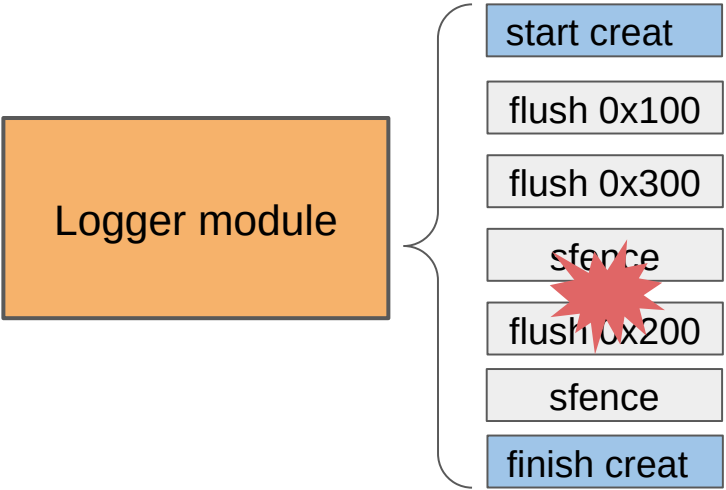 Logger module
start creat
flush 0x100
flush 0x300
sfence
flush 0x200
sfence
finish creat